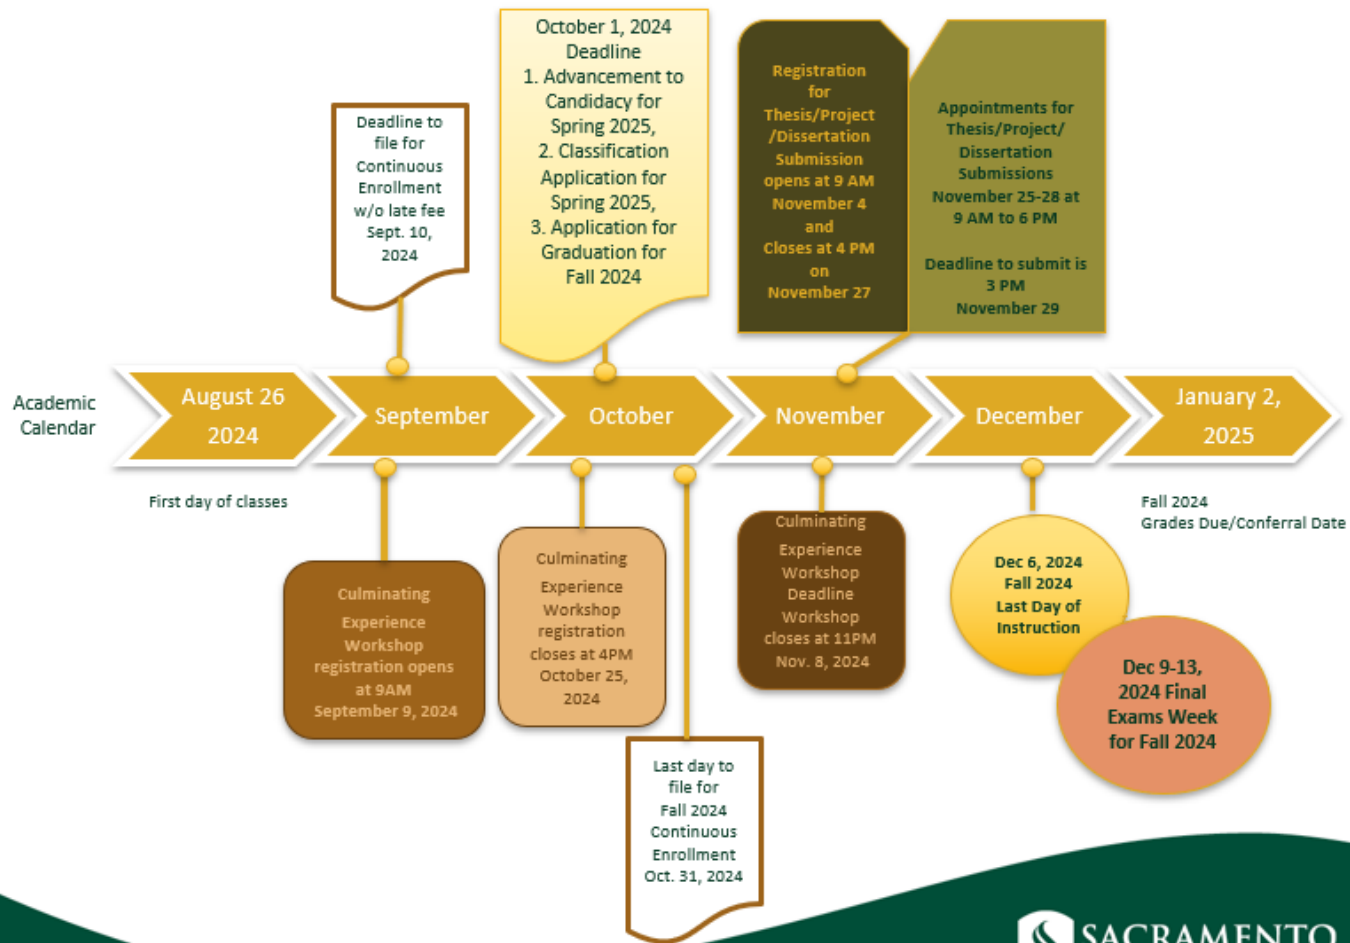 October 1, 2024
Deadline
1. Advancement to
Candidacy for
Spring 2025,
2. Classification
Application for
Spring 2025,
3. Application for
Graduation for
Fall 2024
Deadline to
file for
Continuous
Enrollment
w/o late fee
Sept. 10,
2024
Registration
for
Thesis/Project
/Dissertation
Submission
opens at 9 AM
November 4
and
Closes at 4 PM
on
November 27
Appointments for
Thesis/Project/
Dissertation
Submissions
November 25-28 at
9 AM to 6 PM
Deadline to submit is
3 PM
November 29
Academic
Calendar
August 26
2024
September
October
November
December
January 2,
2025
First day of classes
Fall 2024
Grades Due/Conferral Date
Culminating
Experience
Workshop
registration opens
at 9AM
September 9, 2024
Culminating
Experience
Workshop
registration
closes at 4PM
October 25,
2024
Culminating
Experience
Workshop
Deadline
Workshop
closes at 11PM
Nov. 8, 2024
Dec 6, 2024
Fall 2024
Last Day of
Instruction
Dec 9-13,
2024 Final
Exams Week
for Fall 2024
Last day to
file for
Fall 2024
Continuous
Enrollment
Oct. 31, 2024
SACRAMENTO